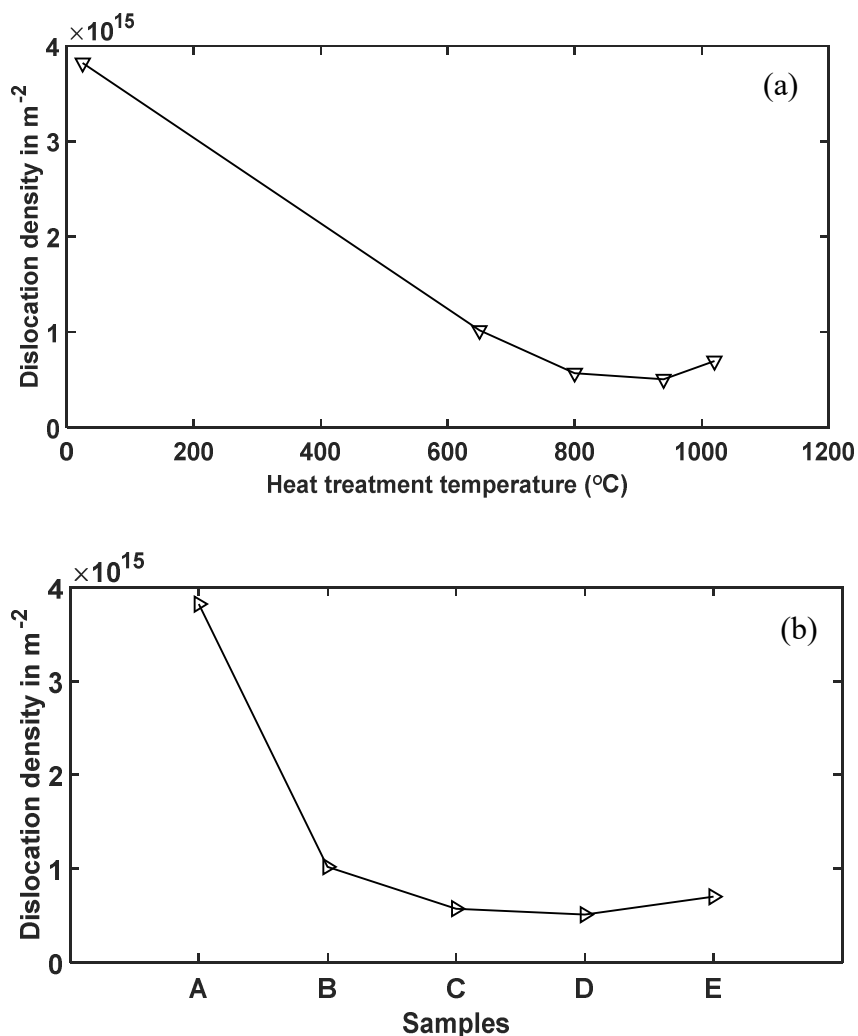 ×10^15
4
(a)
3
2
1
0
Dislocation density in m^-2
0 200 400 600 800 1000 1200
Heat treatment temperature (°C)
×10^15
4
(b)
3
2
1
0
Dislocation density in m^-2
A B C D E
Samples